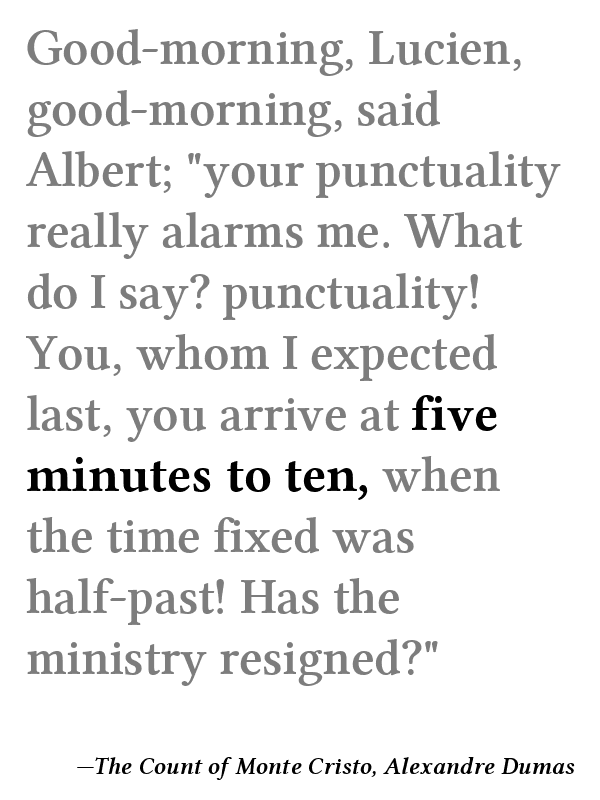 Good-morning, Lucien,
good-morning, said
Albert; "your punctuality
really alarms me. What
do I say? punctuality!
You, whom I expected
last, you arrive at five
minutes to ten, when
the time fixed was
half-past! Has the
ministry resigned?"
—The Count of Monte Cristo, Alexandre Dumas